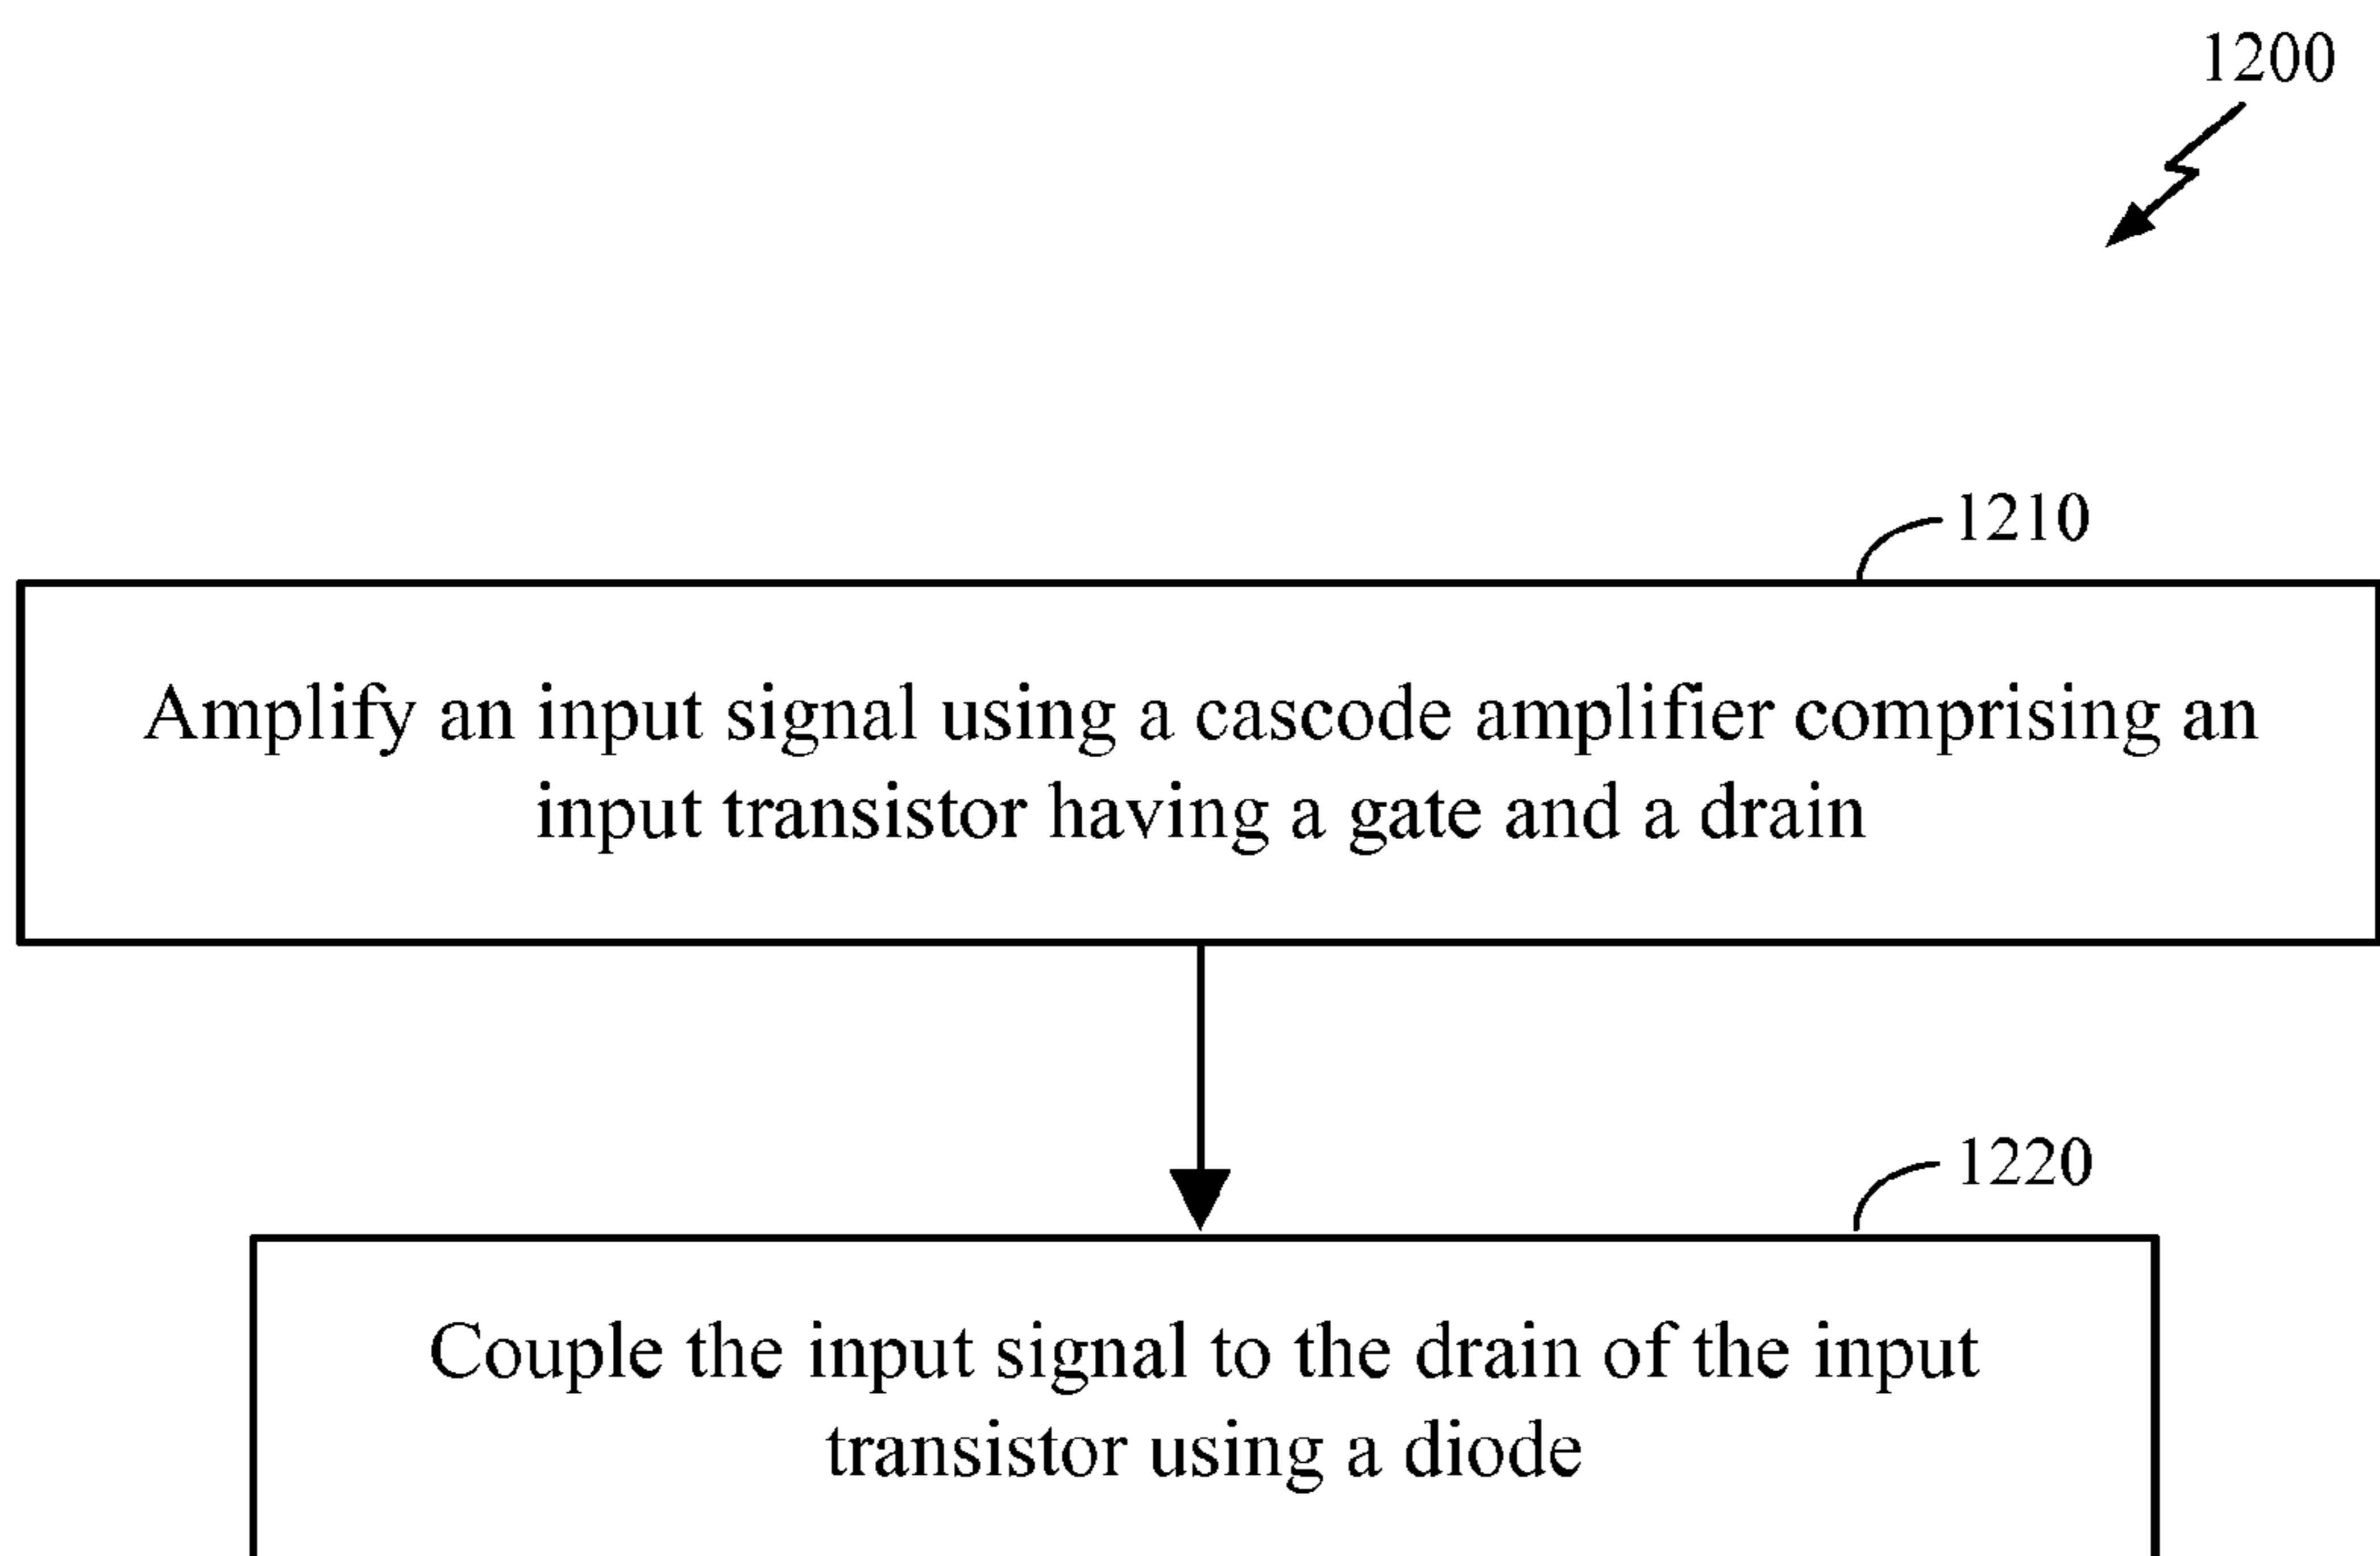 1200
1210
Amplify an input signal using a cascode amplifier comprising an
input transistor having a gate and a drain
1220
Couple the input signal to the drain of the input
transistor using a diode